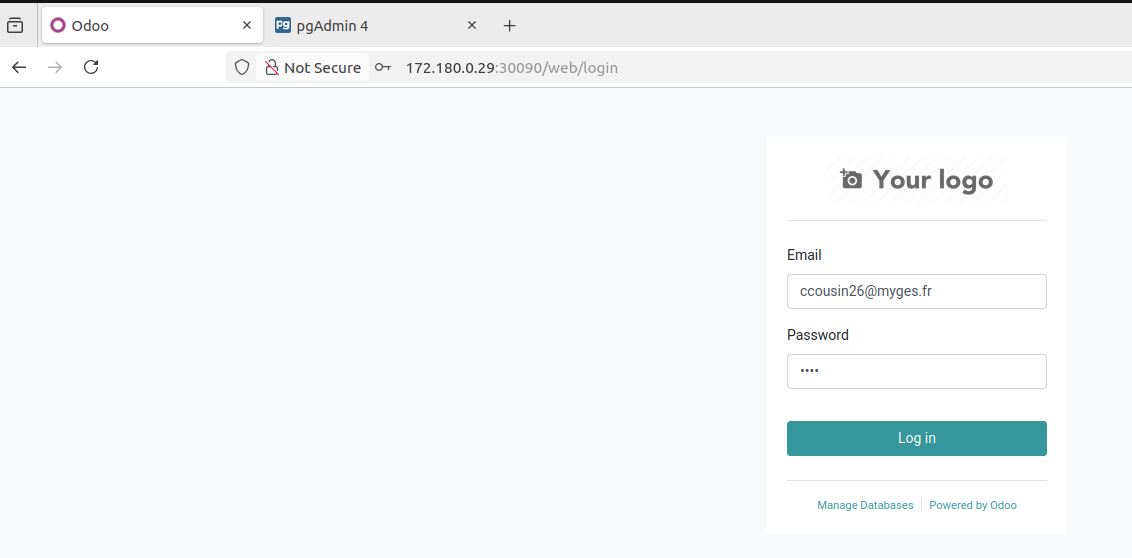 Odoo
pgAdmin 4
Not Secure
172.180.0.29:30090/web/login
Your logo
Email
ccousin26@myges.fr
Password
••••
Log in
Manage Databases | Powered by Odoo